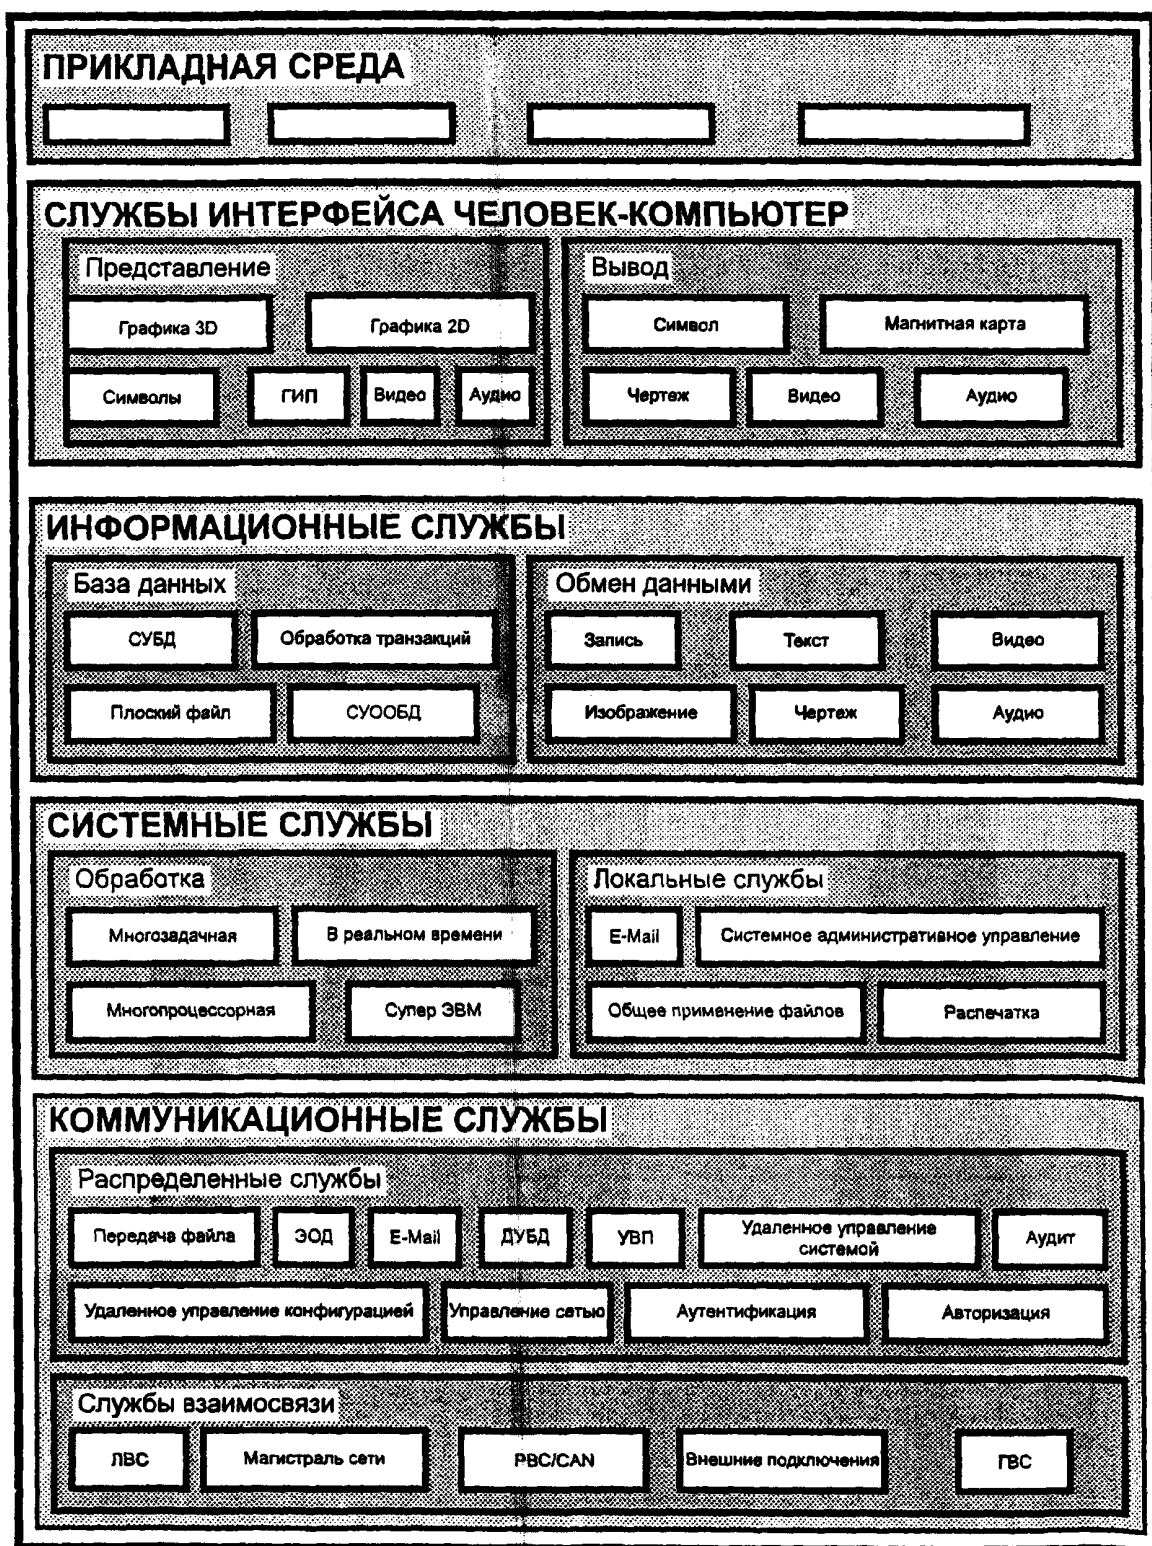 ПРИКЛАДНАЯ СРЕДА
СЛУЖБЫ ИНТЕРФЕЙСА ЧЕЛОВЕК-КОМПЬЮТЕР
Представление
Графика 3D
Графика 2D
Символы
ГИП
Видео
Аудио
Вывод
Символ
Магнитная карта
Чертеж
Видео
Аудио
ИНФОРМАЦИОННЫЕ СЛУЖБЫ
База данных
СУБД
Обработка транзакций
Плоский файл
СУООБД
Обмен данными
Запись
Текст
Видео
Изображение
Чертеж
Аудио
СИСТЕМНЫЕ СЛУЖБЫ
Обработка
Многозадачная
В реальном времени
Многопроцессорная
Супер ЭВМ
Локальные службы
E-Mail
Системное административное управление
Общее применение файлов
Распечатка
КОММУНИКАЦИОННЫЕ СЛУЖБЫ
Распределенные службы
Передача файла
ЭОД
E-Mail
ДУБД
УВП
Удаленное управление
системой
Аудит
Удаленное управление конфигурацией
Управление сетью
Аутентификация
Авторизация
Службы взаимосвязи
ЛВС
Магистраль сети
РВС/CAN
Внешние подключения
ГВС